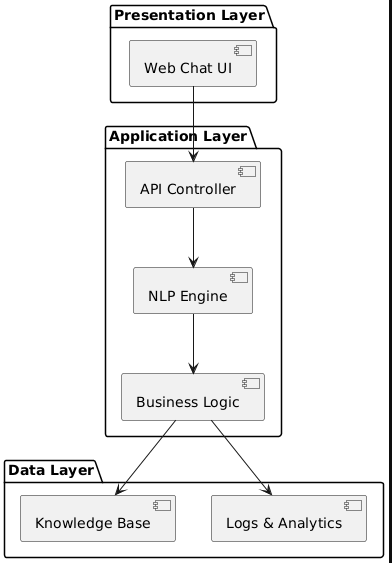 Presentation Layer
Web Chat UI
Application Layer
API Controller
NLP Engine
Business Logic
Data Layer
Knowledge Base
Logs & Analytics